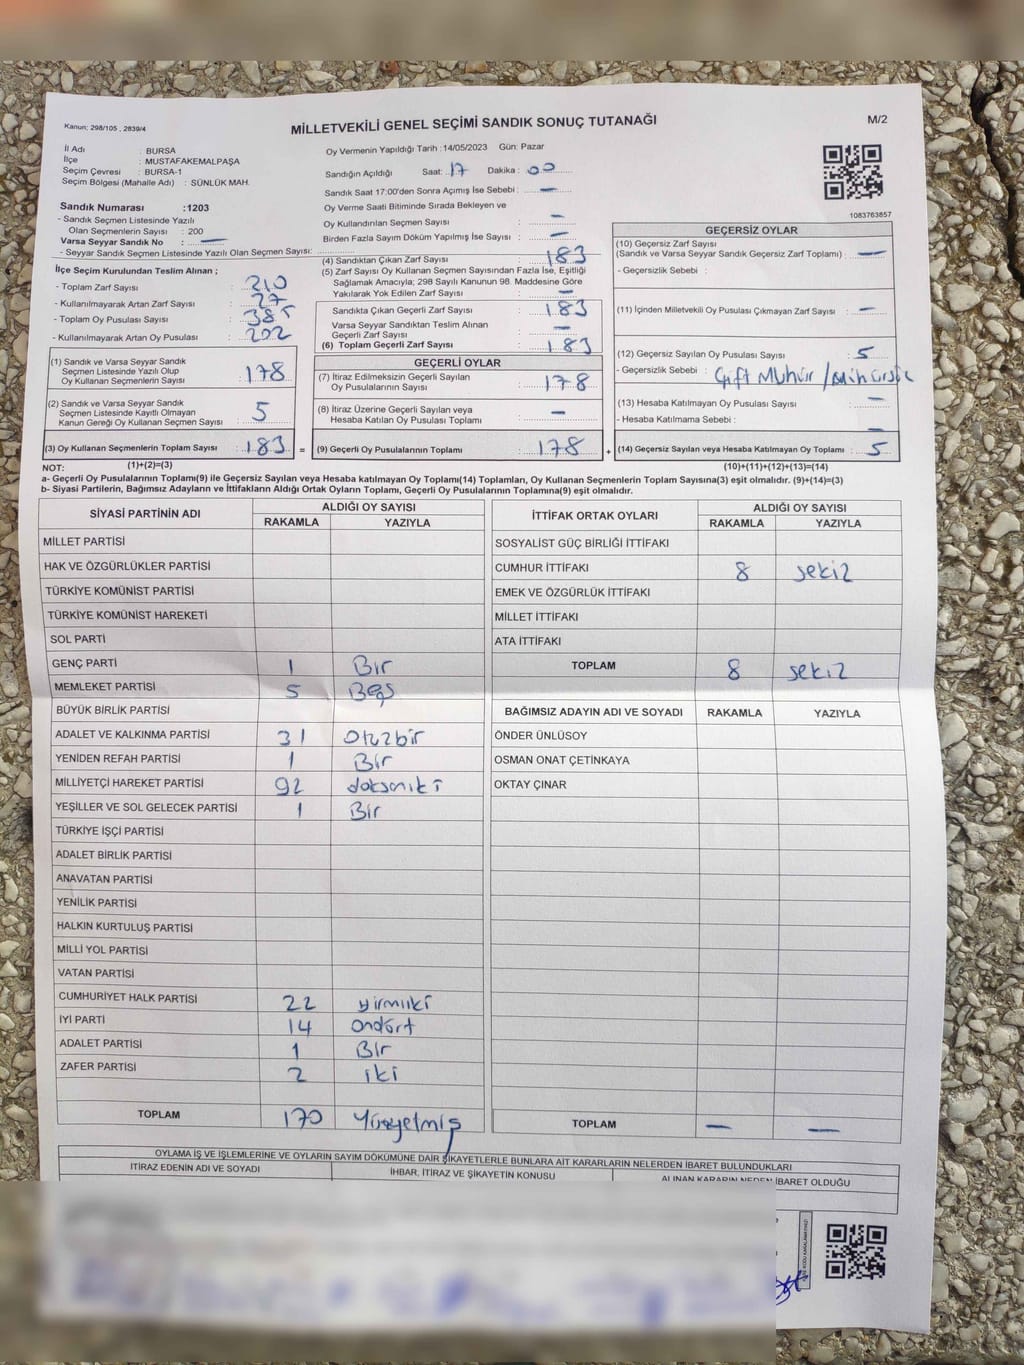 Kanun: 298/105 , 2839/4
MİLLETVEKİLİ GENEL SEÇİMİ SANDIK SONUÇ TUTANAĞI
M/2
İl Adı : BURSA
İlçe : MUSTAFAKEMALPAŞA
Seçim Çevresi : BURSA-1
Seçim Bölgesi (Mahalle Adı) : SÜNLÜK MAH.
Sandık Numarası : 1203
- Sandık Seçmen Listesinde Yazılı
Olan Seçmenlerin Sayısı : 200
Varsa Seyyar Sandık No : —
- Seyyar Sandık Seçmen Listesinde Yazılı Olan Seçmen Sayısı:
İlçe Seçim Kurulundan Teslim Alınan ;
- Toplam Zarf Sayısı : 210
- Kullanılmayarak Artan Zarf Sayısı : 27
- Toplam Oy Pusulası Sayısı : 385
- Kullanılmayarak Artan Oy Pusulası : 202
(1) Sandık ve Varsa Seyyar Sandık
Seçmen Listesinde Yazılı Olup
Oy Kullanan Seçmenlerin Sayısı : 178
(2) Sandık ve Varsa Seyyar Sandık
Seçmen Listesinde Kayıtlı Olmayan
Kanun Gereği Oy Kullanan Seçmen Sayısı : 5
(3) Oy Kullanan Seçmenlerin Toplam Sayısı : 183 =
Oy Vermenin Yapıldığı Tarih :14/05/2023 Gün: Pazar
Sandığın Açıldığı Saat: 17 Dakika : 00
Sandık Saat 17:00'den Sonra Açımış İse Sebebi : —
Oy Verme Saati Bitiminde Sırada Bekleyen ve
Oy Kullandırılan Seçmen Sayısı : —
Birden Fazla Sayım Döküm Yapılmış İse Sayısı : —
(4) Sandıktan Çıkan Zarf Sayısı : 183
(5) Zarf Sayısı Oy Kullanan Seçmen Sayısından Fazla İse, Eşitliği
Sağlamak Amacıyla; 298 Sayılı Kanunun 98. Maddesine Göre
Yakılarak Yok Edilen Zarf Sayısı : —
Sandıkta Çıkan Geçerli Zarf Sayısı : 183
Varsa Seyyar Sandıktan Teslim Alınan
Geçerli Zarf Sayısı : —
(6) Toplam Geçerli Zarf Sayısı : 183
GEÇERLİ OYLAR
(7) İtiraz Edilmeksizin Geçerli Sayılan
Oy Pusulalarının Sayısı : 178
(8) İtiraz Üzerine Geçerli Sayılan veya
Hesaba Katılan Oy Pusulası Toplamı : —
(9) Geçerli Oy Pusulalarının Toplamı : 178 +
1083763857
GEÇERSİZ OYLAR
(10) Geçersiz Zarf Sayısı
(Sandık ve Varsa Seyyar Sandık Geçersiz Zarf Toplamı) : —
- Geçersizlik Sebebi :
(11) İçinden Milletvekili Oy Pusulası Çıkmayan Zarf Sayısı : —
(12) Geçersiz Sayılan Oy Pusulası Sayısı : 5
- Geçersizlik Sebebi : Çift Mühür /
(13) Hesaba Katılmayan Oy Pusulası Sayısı : —
- Hesaba Katılmama Sebebi : —
(14) Geçersiz Sayılan veya Hesaba Katılmayan Oy Toplamı : 5
NOT: (1)+(2)=(3) (10)+(11)+(12)+(13)=(14)
a- Geçerli Oy Pusulalarının Toplamı(9) ile Geçersiz Sayılan veya Hesaba katılmayan Oy Toplamı(14) Toplamları, Oy Kullanan Seçmenlerin Toplam Sayısına(3) eşit olmalıdır. (9)+(14)=(3)
b- Siyasi Partilerin, Bağımsız Adayların ve İttifakların Aldığı Ortak Oyların Toplamı, Geçerli Oy Pusulalarının Toplamına(9) eşit olmalıdır.
SİYASİ PARTİNİN ADI ALDIĞI OY SAYISI
RAKAMLA YAZIYLA
MİLLET PARTİSİ
HAK VE ÖZGÜRLÜKLER PARTİSİ
TÜRKİYE KOMÜNİST PARTİSİ
TÜRKİYE KOMÜNİST HAREKETİ
SOL PARTİ
GENÇ PARTİ 1 Bir
MEMLEKET PARTİSİ 5 Beş
BÜYÜK BİRLİK PARTİSİ
ADALET VE KALKINMA PARTİSİ 31 Otuzbir
YENİDEN REFAH PARTİSİ 1 Bir
MİLLİYETÇİ HAREKET PARTİSİ 92 doksaniki
YEŞİLLER VE SOL GELECEK PARTİSİ 1 Bir
TÜRKİYE İŞÇİ PARTİSİ
ADALET BİRLİK PARTİSİ
ANAVATAN PARTİSİ
YENİLİK PARTİSİ
HALKIN KURTULUŞ PARTİSİ
MİLLİ YOL PARTİSİ
VATAN PARTİSİ
CUMHURİYET HALK PARTİSİ 22 yirmiiki
İYİ PARTİ 14 ondört
ADALET PARTİSİ 1 Bir
ZAFER PARTİSİ 2 iki
TOPLAM 170 Yüzyetmiş
İTTİFAK ORTAK OYLARI ALDIĞI OY SAYISI
RAKAMLA YAZIYLA
SOSYALİST GÜÇ BİRLİĞİ İTTİFAKI
CUMHUR İTTİFAKI 8 sekiz
EMEK VE ÖZGÜRLÜK İTTİFAKI
MİLLET İTTİFAKI
ATA İTTİFAKI
TOPLAM 8 sekiz
BAĞIMSIZ ADAYIN ADI VE SOYADI RAKAMLA YAZIYLA
ÖNDER ÜNLÜSOY
OSMAN ONAT ÇETİNKAYA
OKTAY ÇINAR
TOPLAM — —
OYLAMA İŞ VE İŞLEMLERİNE VE OYLARIN SAYIM DÖKÜMÜNE DAİR ŞİKAYETLERLE BUNLARA AİT KARARLARIN NELERDEN İBARET BULUNDUKLARI
İTİRAZ EDENİN ADI VE SOYADI İHBAR, İTİRAZ VE ŞİKAYETİN KONUSU ALINAN KARARIN NEDEN İBARET OLDUĞU